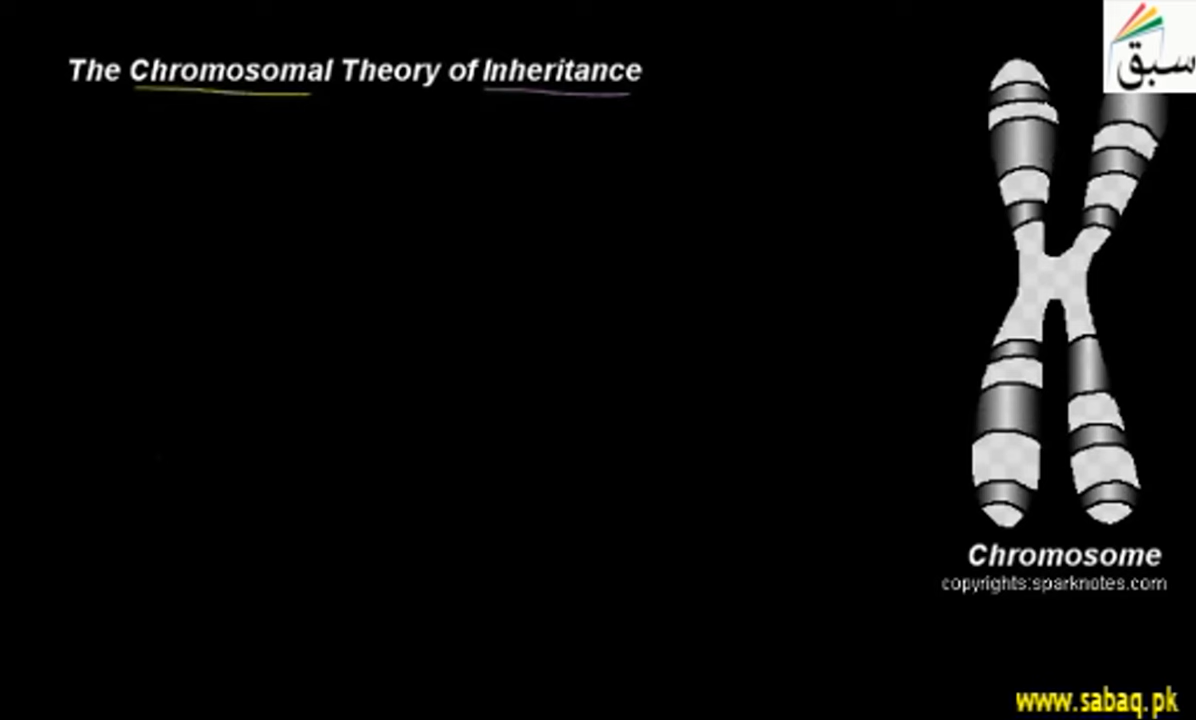 The Chromosomal Theory of Inheritance
سبق
Chromosome
copyrights:sparknotes.com
www.sabaq.pk